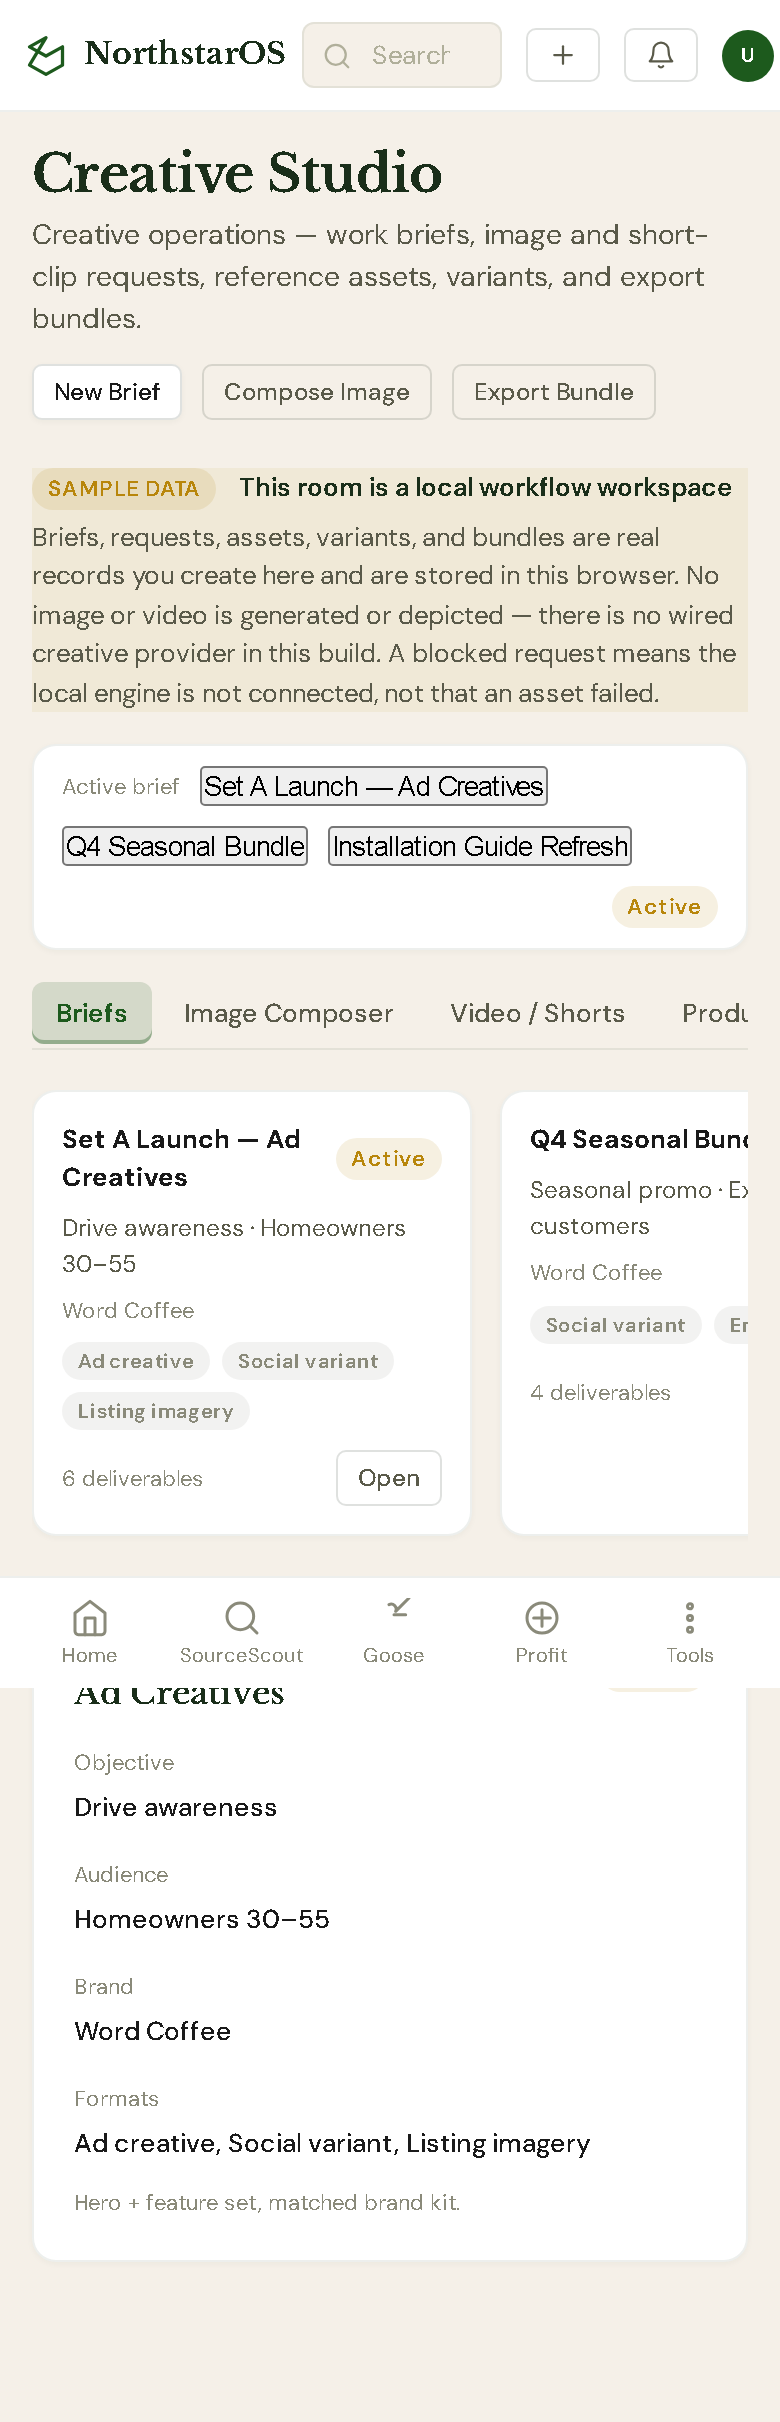 NorthstarOS
Search
U
Creative Studio
Creative operations — work briefs, image and short-
clip requests, reference assets, variants, and export
bundles.
New Brief
Compose Image
Export Bundle
SAMPLE DATA
This room is a local workflow workspace
Briefs, requests, assets, variants, and bundles are real
records you create here and are stored in this browser. No
image or video is generated or depicted — there is no wired
creative provider in this build. A blocked request means the
local engine is not connected, not that an asset failed.
Active brief
Set A Launch — Ad Creatives
Q4 Seasonal Bundle
Installation Guide Refresh
Active
Briefs
Image Composer
Video / Shorts
Produ
Set A Launch — Ad
Creatives
Active
Drive awareness · Homeowners
30–55
Word Coffee
Ad creative
Social variant
Listing imagery
6 deliverables
Open
Q4 Seasonal Bund
Seasonal promo · Ex
customers
Word Coffee
Social variant
Em
4 deliverables
Home
SourceScout
Goose
Profit
Tools
Ad Creatives
Objective
Drive awareness
Audience
Homeowners 30–55
Brand
Word Coffee
Formats
Ad creative, Social variant, Listing imagery
Hero + feature set, matched brand kit.